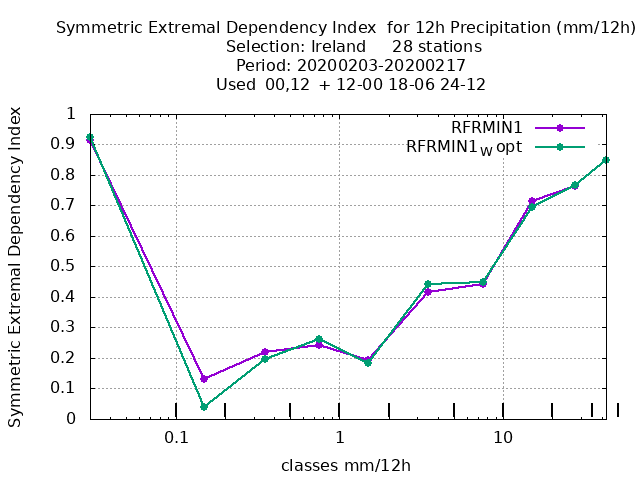 Symmetric Extremal Dependency Index  for 12h Precipitation (mm/12h)
Selection: Ireland     28 stations
Period: 20200203-20200217
Used  00,12  + 12-00 18-06 24-12
RFRMIN1
RFRMIN1W opt
Symmetric Extremal Dependency Index
1
0.9
0.8
0.7
0.6
0.5
0.4
0.3
0.2
0.1
0
0.1 1 10
classes mm/12h